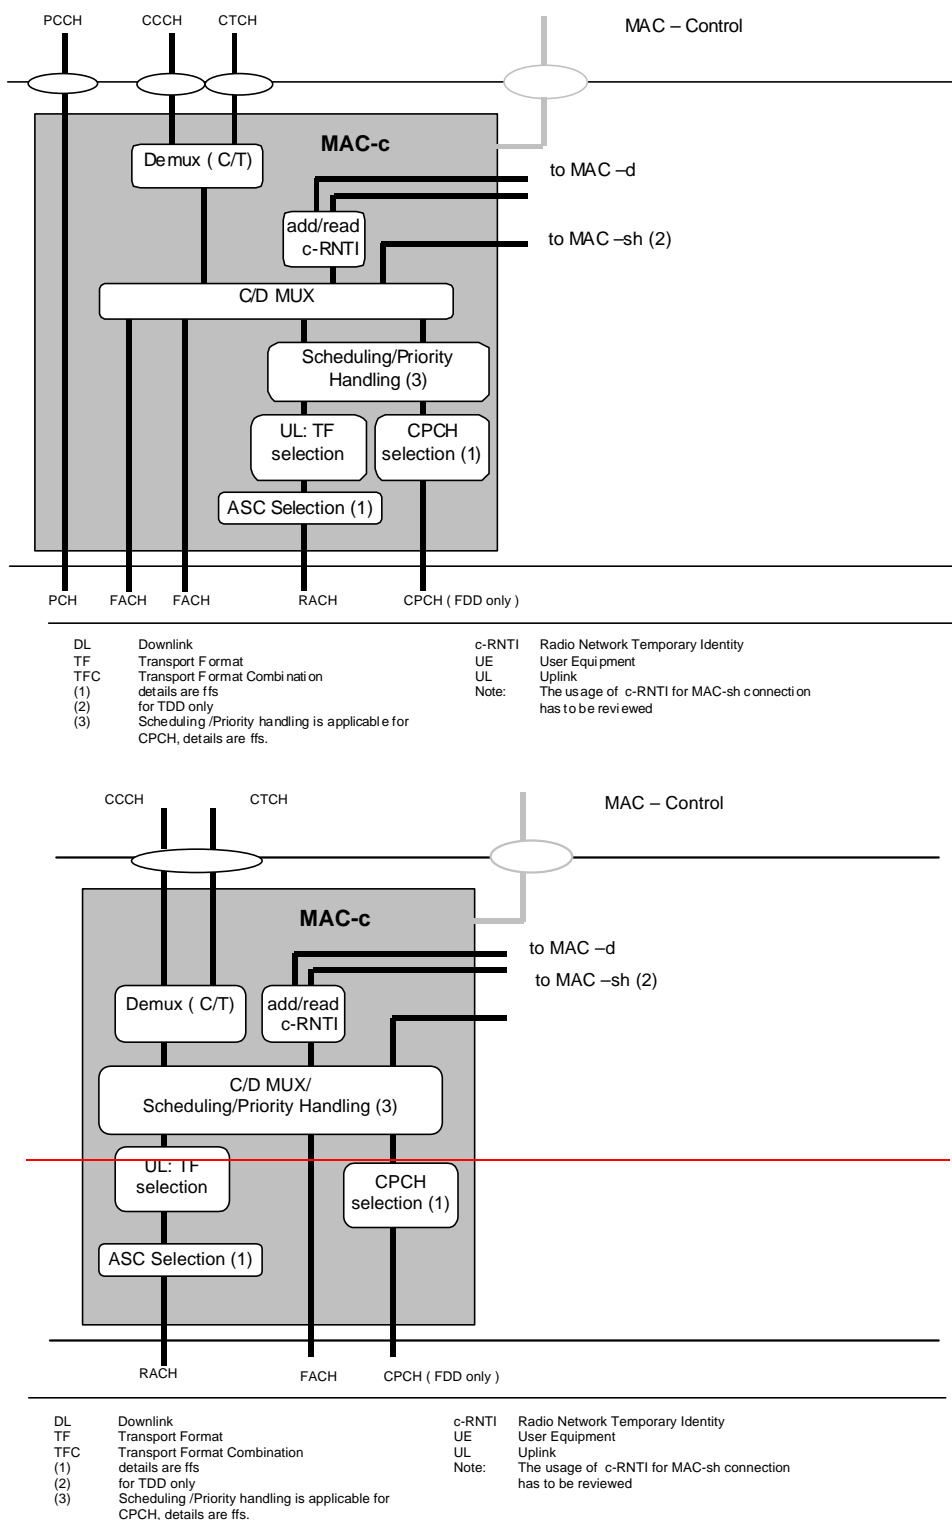 PCCH CCCH CTCH MAC – Control
MAC-c
Demux ( C/T)
to MAC –d
add/read
c-RNTI
to MAC –sh (2)
C/D MUX
Scheduling/Priority
Handling (3)
UL: TF
selection
CPCH
selection (1)
ASC Selection (1)
PCH FACH FACH RACH CPCH ( FDD only )
DL Downlink
TF Transport Format
TFC Transport Format Combination
(1) details are ffs
(2) for TDD only
(3) Scheduling /Priority handling is applicable for
CPCH, details are ffs.
c-RNTI Radio Network Temporary Identity
UE User Equipment
UL Uplink
Note: The usage of c-RNTI for MAC-sh connection
has to be reviewed
CCCH CTCH MAC – Control
MAC-c
to MAC –d
to MAC –sh (2)
Demux ( C/T)
add/read
c-RNTI
C/D MUX/
Scheduling/Priority Handling (3)
UL: TF
selection
CPCH
selection (1)
ASC Selection (1)
RACH FACH CPCH ( FDD only )
DL Downlink
TF Transport Format
TFC Transport Format Combination
(1) details are ffs
(2) for TDD only
(3) Scheduling /Priority handling is applicable for
CPCH, details are ffs.
c-RNTI Radio Network Temporary Identity
UE User Equipment
UL Uplink
Note: The usage of c-RNTI for MAC-sh connection
has to be reviewed